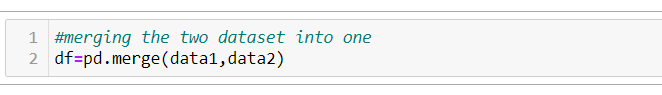 1 #merging the two dataset into one
2 df=pd.merge(data1,data2)